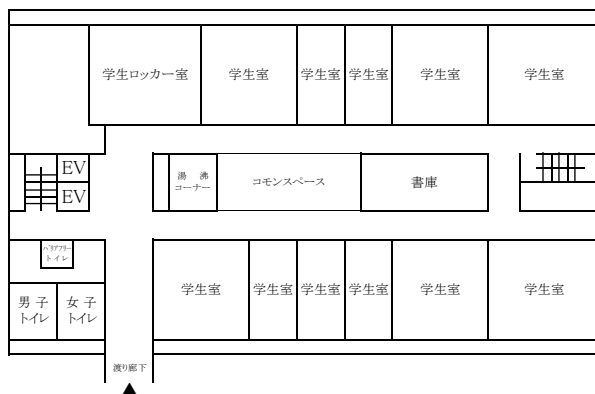 学生ロッカー室
学生室
学生室
学生室
学生室
学生室
EV
EV
湯 沸
コーナー
コモンスペース
書庫
バリアフリー
トイレ
男 子
トイレ
女 子
トイレ
学生室
学生室
学生室
学生室
学生室
学生室
渡り廊下